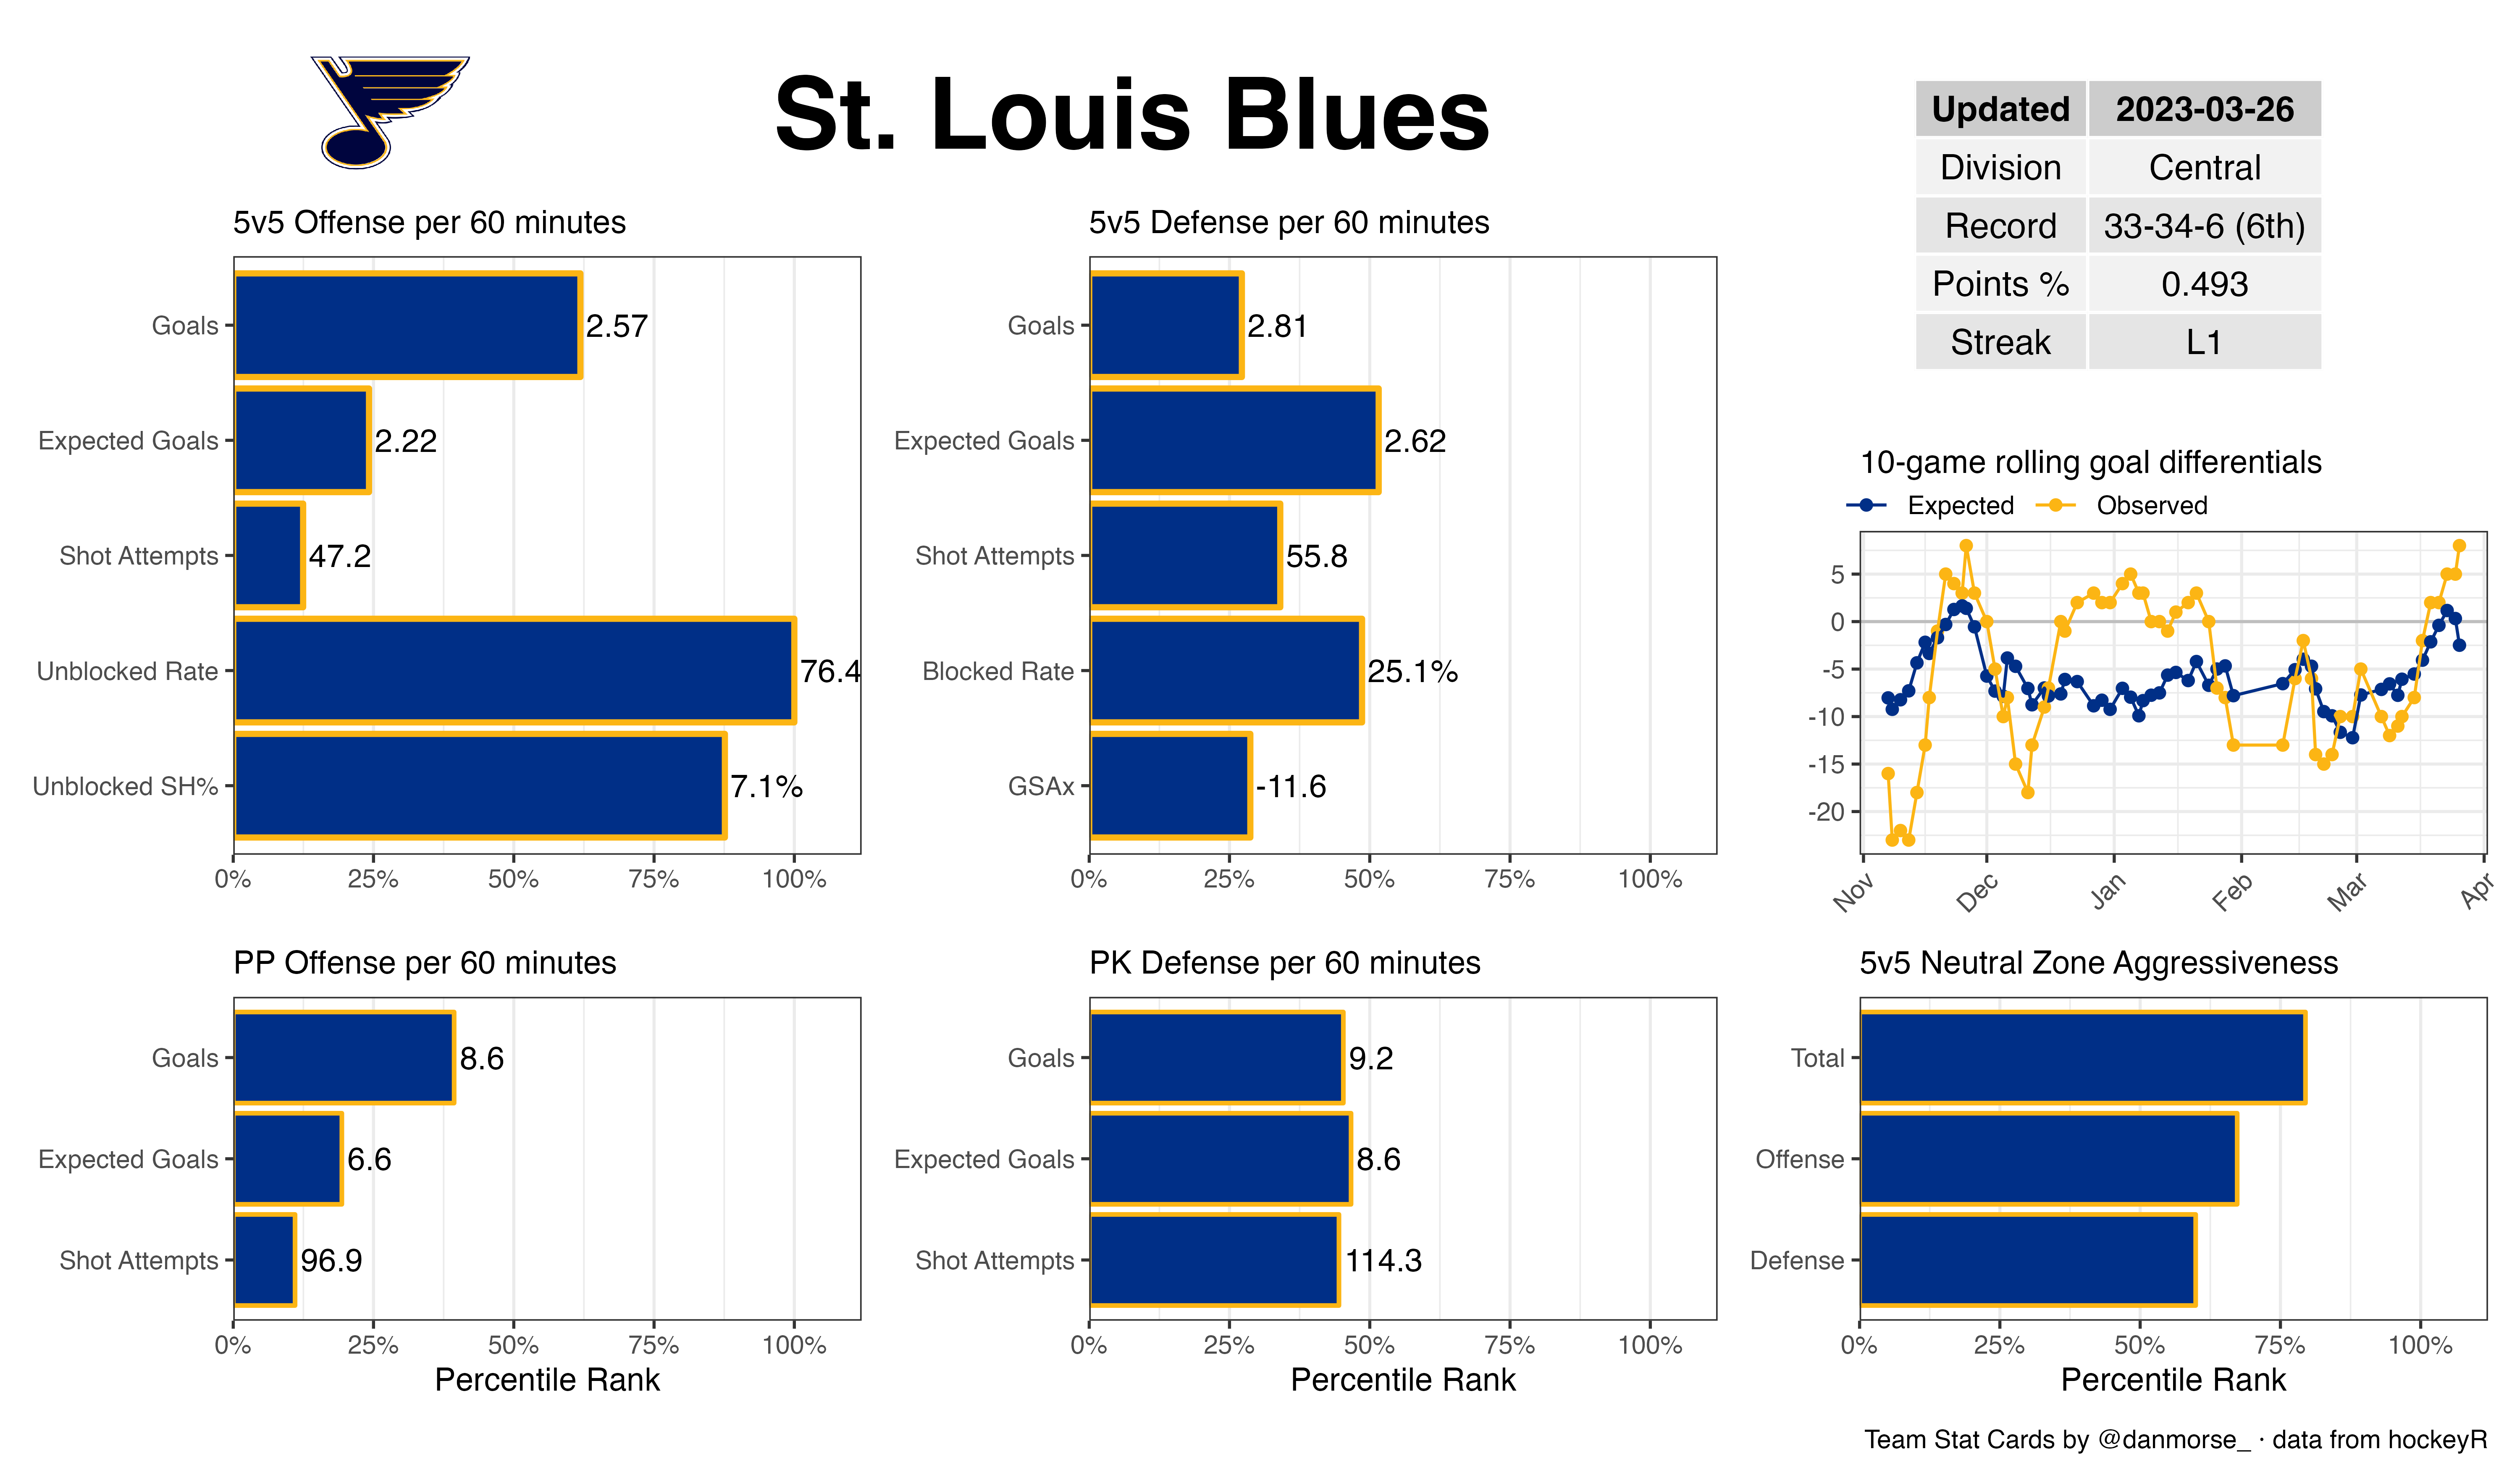 St. Louis Blues
Updated 2023-03-26
Division Central
Record 33-34-6 (6th)
Points % 0.493
Streak L1
5v5 Offense per 60 minutes
Goals 2.57
Expected Goals 2.22
Shot Attempts 47.2
Unblocked Rate 76.4
Unblocked SH% 7.1%
0% 25% 50% 75% 100%
5v5 Defense per 60 minutes
Goals 2.81
Expected Goals 2.62
Shot Attempts 55.8
Blocked Rate 25.1%
GSAx -11.6
0% 25% 50% 75% 100%
10-game rolling goal differentials
Expected Observed
5
0
-5
-10
-15
-20
Nov Dec Jan Feb Mar Apr
PP Offense per 60 minutes
Goals 8.6
Expected Goals 6.6
Shot Attempts 96.9
0% 25% 50% 75% 100%
Percentile Rank
PK Defense per 60 minutes
Goals 9.2
Expected Goals 8.6
Shot Attempts 114.3
0% 25% 50% 75% 100%
Percentile Rank
5v5 Neutral Zone Aggressiveness
Total
Offense
Defense
0% 25% 50% 75% 100%
Percentile Rank
Team Stat Cards by @danmorse_ · data from hockeyR